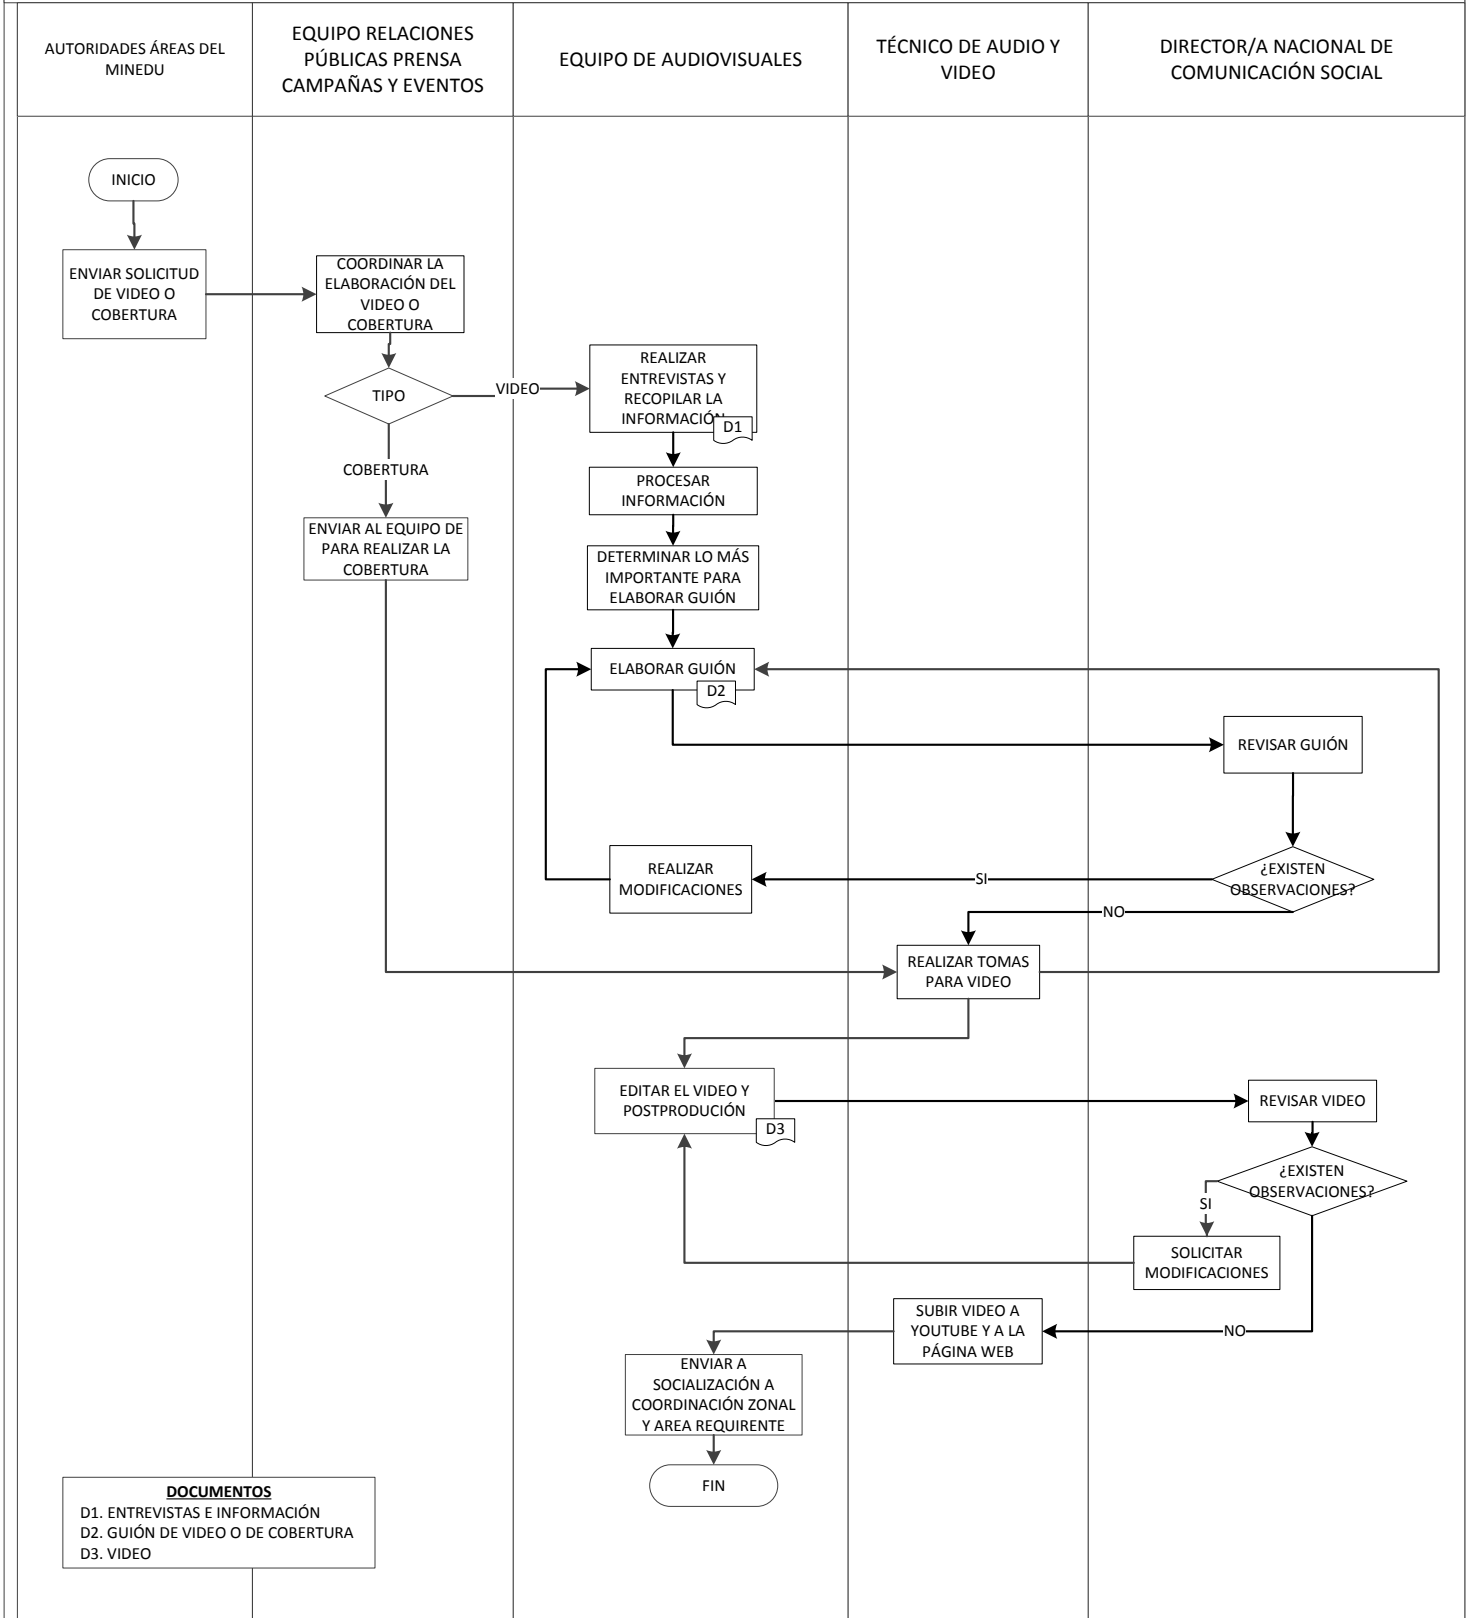 AUTORIDADES ÁREAS DEL
MINEDU
EQUIPO RELACIONES
PÚBLICAS PRENSA
CAMPAÑAS Y EVENTOS
EQUIPO DE AUDIOVISUALES
TÉCNICO DE AUDIO Y
VIDEO
DIRECTOR/A NACIONAL DE
COMUNICACIÓN SOCIAL
INICIO
ENVIAR SOLICITUD
DE VIDEO O
COBERTURA
COORDINAR LA
ELABORACIÓN DEL
VIDEO O
COBERTURA
TIPO
VIDEO
REALIZAR
ENTREVISTAS Y
RECOPILAR LA
INFORMACIÓN
D1
COBERTURA
PROCESAR
INFORMACIÓN
ENVIAR AL EQUIPO DE
PARA REALIZAR LA
COBERTURA
DETERMINAR LO MÁS
IMPORTANTE PARA
ELABORAR GUIÓN
ELABORAR GUIÓN
D2
REVISAR GUIÓN
¿EXISTEN
OBSERVACIONES?
SI
REALIZAR
MODIFICACIONES
NO
REALIZAR TOMAS
PARA VIDEO
EDITAR EL VIDEO Y
POSTPRODUCIÓN
D3
REVISAR VIDEO
¿EXISTEN
OBSERVACIONES?
SI
SOLICITAR
MODIFICACIONES
NO
SUBIR VIDEO A
YOUTUBE Y A LA
PÁGINA WEB
ENVIAR A
SOCIALIZACIÓN A
COORDINACIÓN ZONAL
Y AREA REQUIRENTE
FIN
DOCUMENTOS
D1. ENTREVISTAS E INFORMACIÓN
D2. GUIÓN DE VIDEO O DE COBERTURA
D3. VIDEO